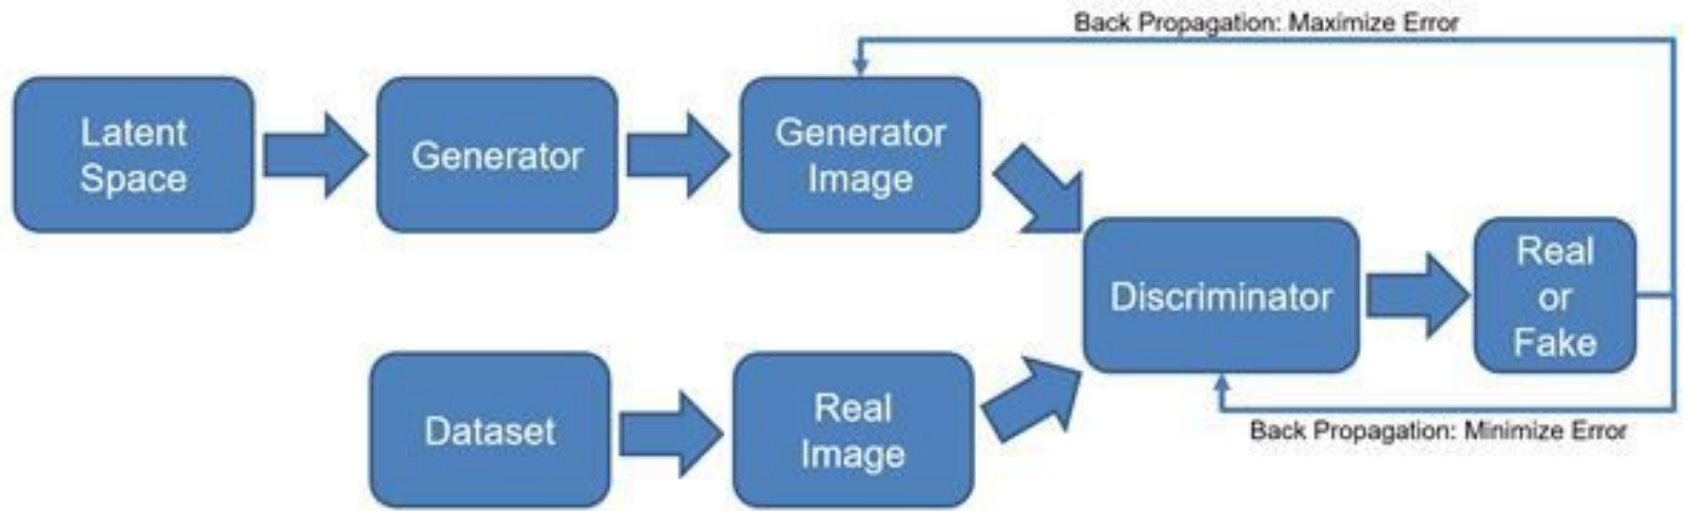 Back Propagation: Maximize Error
Latent
Space
Generator
Generator
Image
Discriminator
Real
or
Fake
Dataset
Real
Image
Back Propagation: Minimize Error